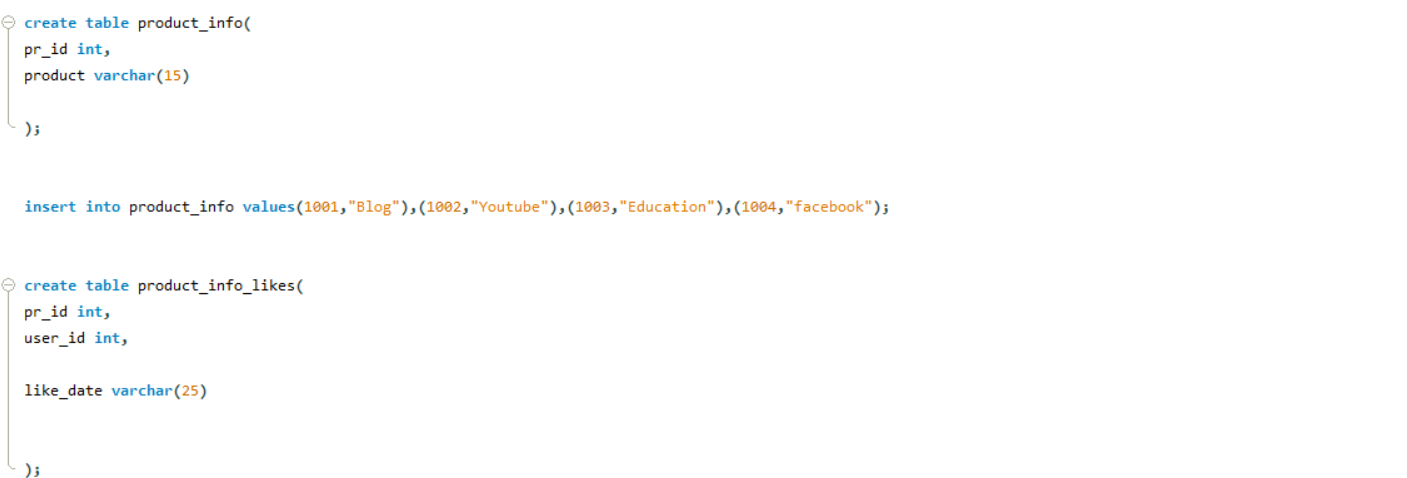 create table product_info(
pr_id int,
product varchar(15)
);
insert into product_info values(1001,"Blog"),(1002,"Youtube"),(1003,"Education"),(1004,"facebook");
create table product_info_likes(
pr_id int,
user_id int,
like_date varchar(25)
);